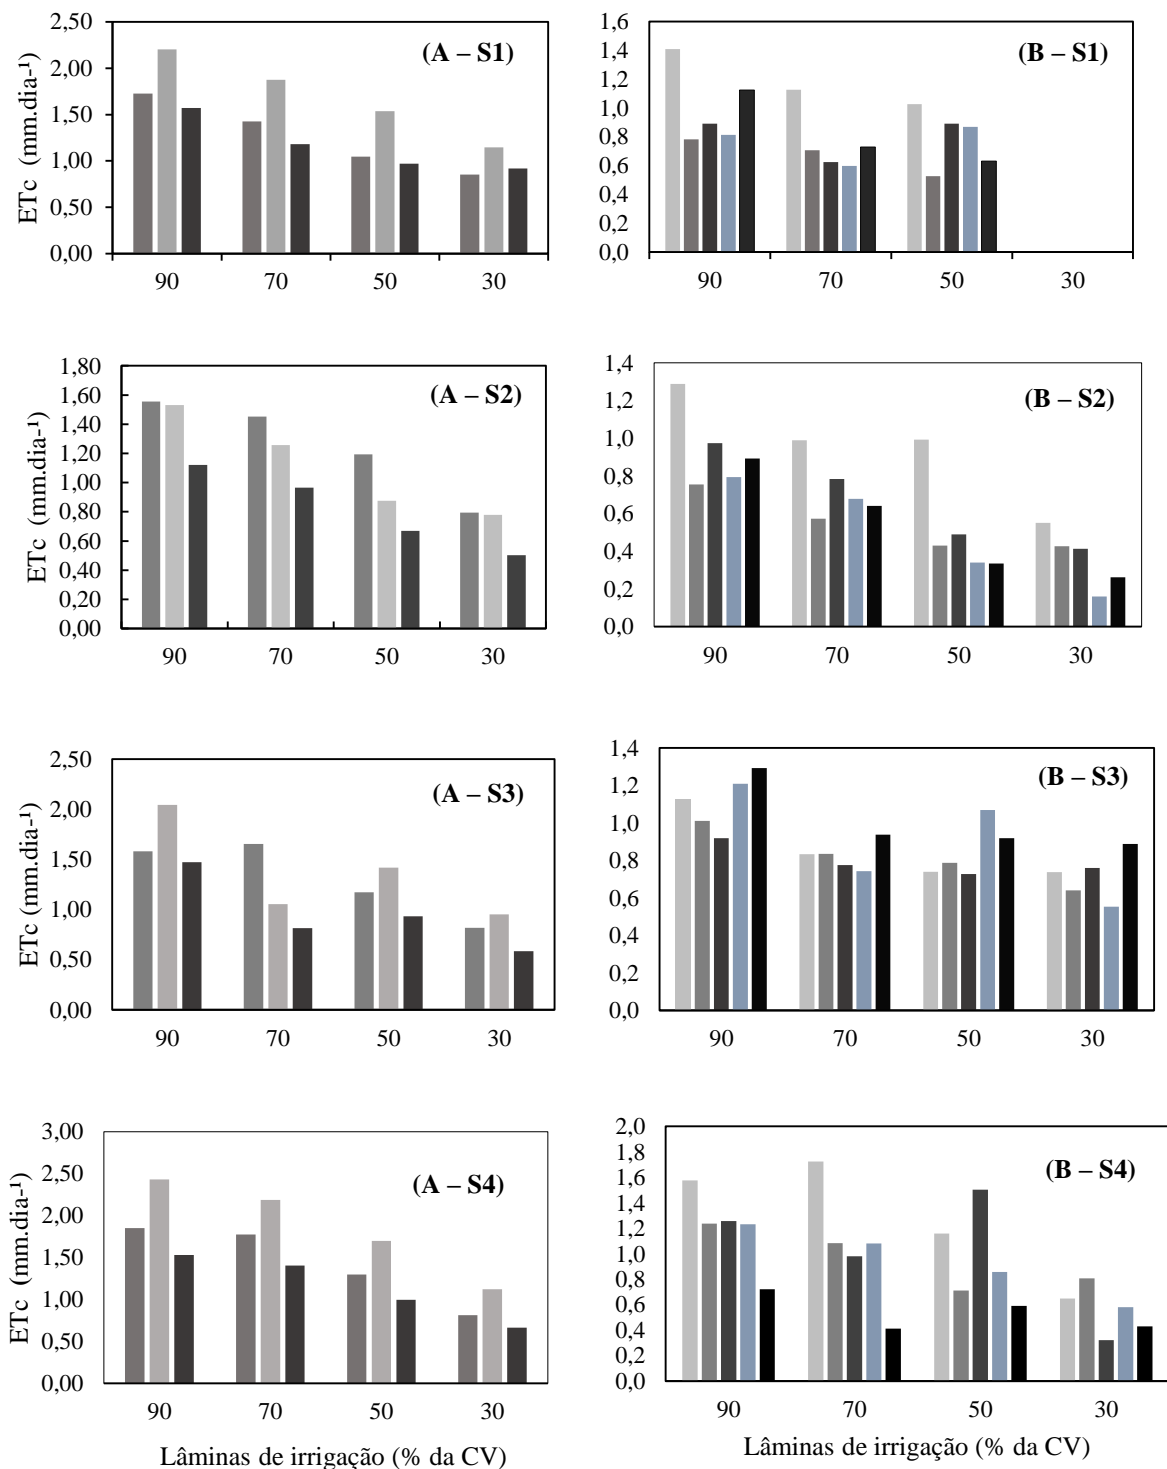 (A – S1)
ETc (mm.dia-¹)
2,50
2,00
1,50
1,00
0,50
0,00
90 70 50 30
(B – S1)
1,6
1,4
1,2
1,0
0,8
0,6
0,4
0,2
0,0
90 70 50 30
(A – S2)
ETc (mm.dia-¹)
1,80
1,60
1,40
1,20
1,00
0,80
0,60
0,40
0,20
0,00
90 70 50 30
(B – S2)
1,4
1,2
1,0
0,8
0,6
0,4
0,2
0,0
90 70 50 30
(A – S3)
ETc (mm.dia-¹)
2,50
2,00
1,50
1,00
0,50
0,00
90 70 50 30
(B – S3)
1,4
1,2
1,0
0,8
0,6
0,4
0,2
0,0
90 70 50 30
(A – S4)
ETc (mm.dia-¹)
3,00
2,50
2,00
1,50
1,00
0,50
0,00
90 70 50 30
Lâminas de irrigação (% da CV)
(B – S4)
2,0
1,8
1,6
1,4
1,2
1,0
0,8
0,6
0,4
0,2
0,0
90 70 50 30
Lâminas de irrigação (% da CV)